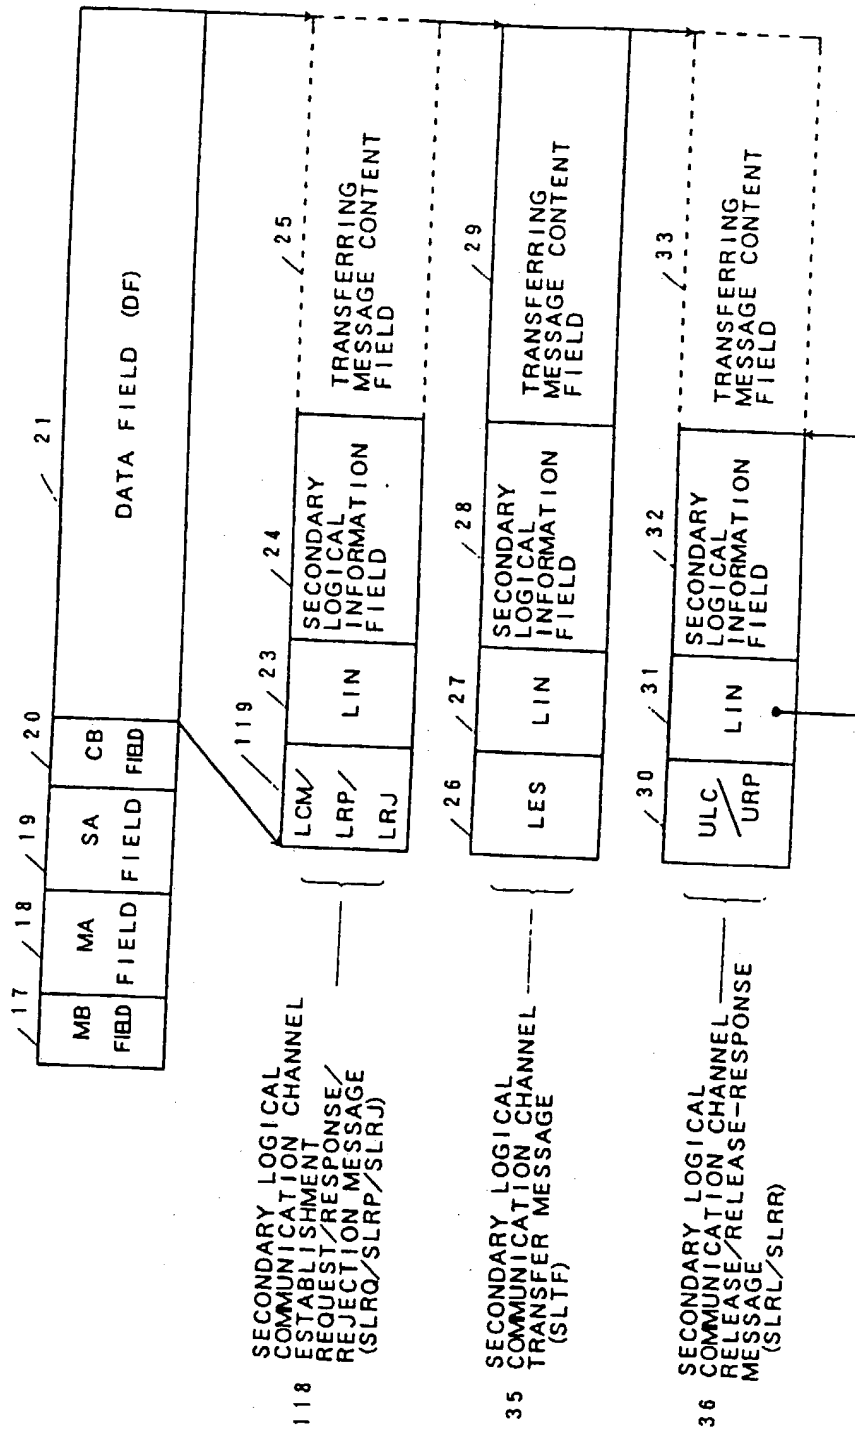 17
18
19
20
21
MB
FIELD
MA
FIELD
SA
FIELD
CB
FIELD
DATA FIELD (DF)
118
SECONDARY LOGICAL
COMMUNICATION CHANNEL
ESTABLISHMENT
REQUEST/RESPONSE/
REJECTION MESSAGE
(SLRQ/SLRP/SLRJ)
119
23
24
25
LCM/
LRP/
LRJ
LIN
SECONDARY
LOGICAL
INFORMATION
FIELD
TRANSFERRING
MESSAGE CONTENT
FIELD
35
SECONDARY LOGICAL
COMMUNICATION CHANNEL
TRANSFER MESSAGE
(SLTF)
26
27
28
29
LES
LIN
SECONDARY
LOGICAL
INFORMATION
FIELD
TRANSFERRING
MESSAGE CONTENT
FIELD
36
SECONDARY LOGICAL
COMMUNICATION CHANNEL
RELEASE/RELEASE-RESPONSE
MESSAGE
(SLRL/SLRR)
30
31
32
33
ULC/
URP
LIN
SECONDARY
LOGICAL
INFORMATION
FIELD
TRANSFERRING
MESSAGE CONTENT
FIELD